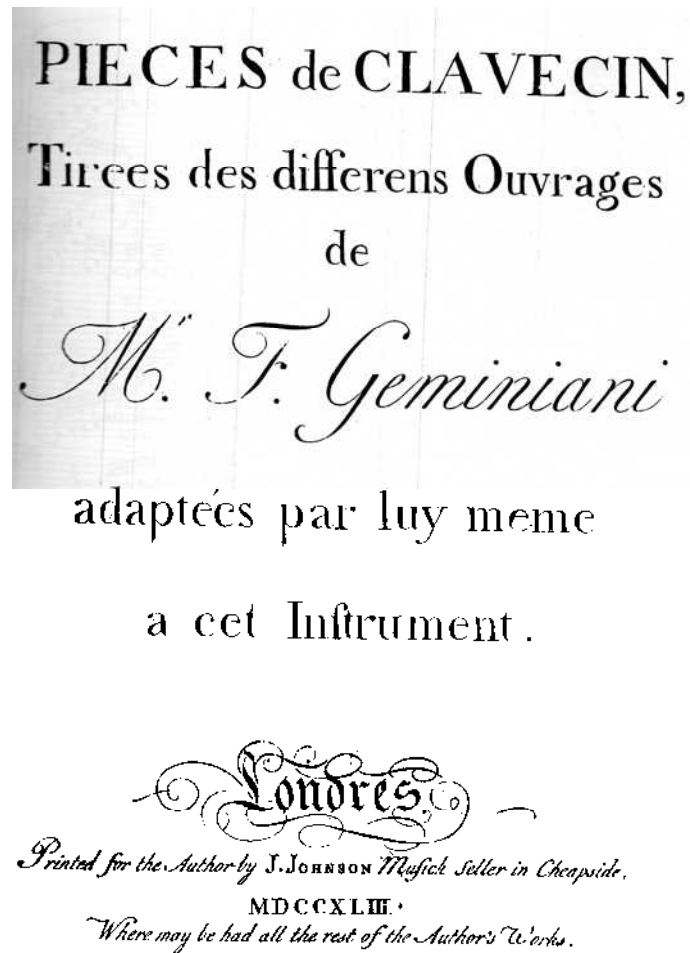 PIECES de CLAVECIN,
Tirees des differens Ouvrages
de
Mr. F. Geminiani
adaptées par luy meme
a cet Inſtrument.
Londres,
Printed for the Author by J. JOHNSON Muſick Seller in Cheapside,
MDCCXLIII.
Where may be had all the rest of the Author's Works.